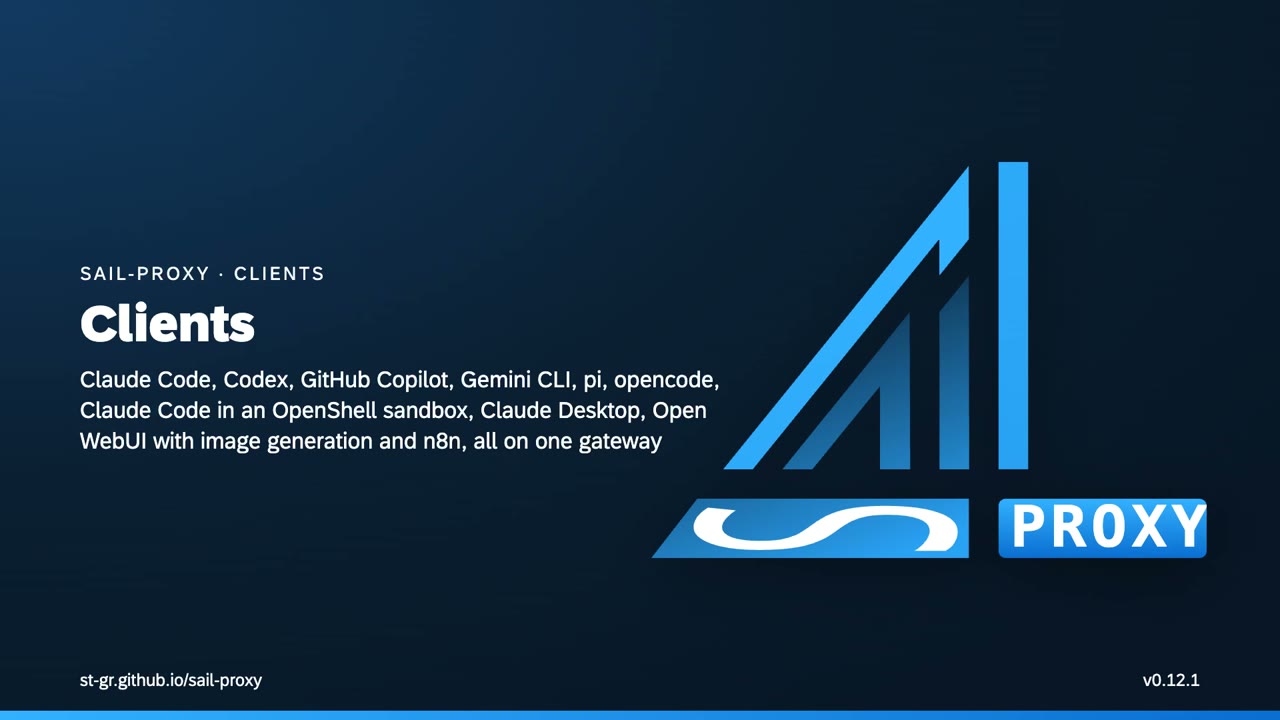 SAIL-PROXY · CLIENTS
Clients
Claude Code, Codex, GitHub Copilot, Gemini CLI, pi, opencode,
Claude Code in an OpenShell sandbox, Claude Desktop, Open
WebUI with image generation and n8n, all on one gateway
S
PROXY
st-gr.github.io/sail-proxy
v0.12.1